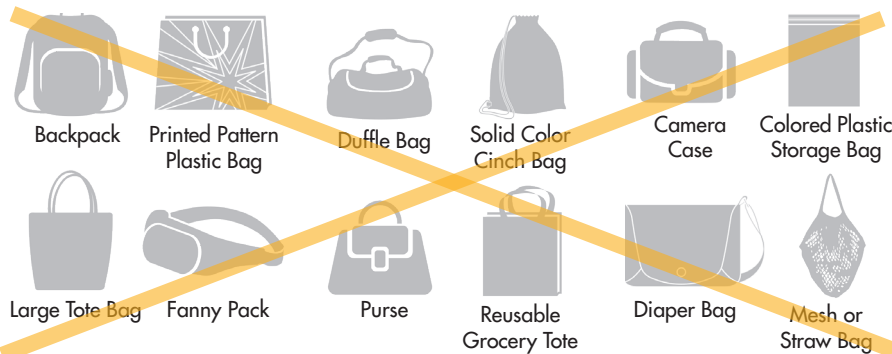 Backpack
Printed Pattern
Plastic Bag
Duffle Bag
Solid Color
Cinch Bag
Camera
Case
Colored Plastic
Storage Bag
Large Tote Bag
Fanny Pack
Purse
Reusable
Grocery Tote
Diaper Bag
Mesh or
Straw Bag